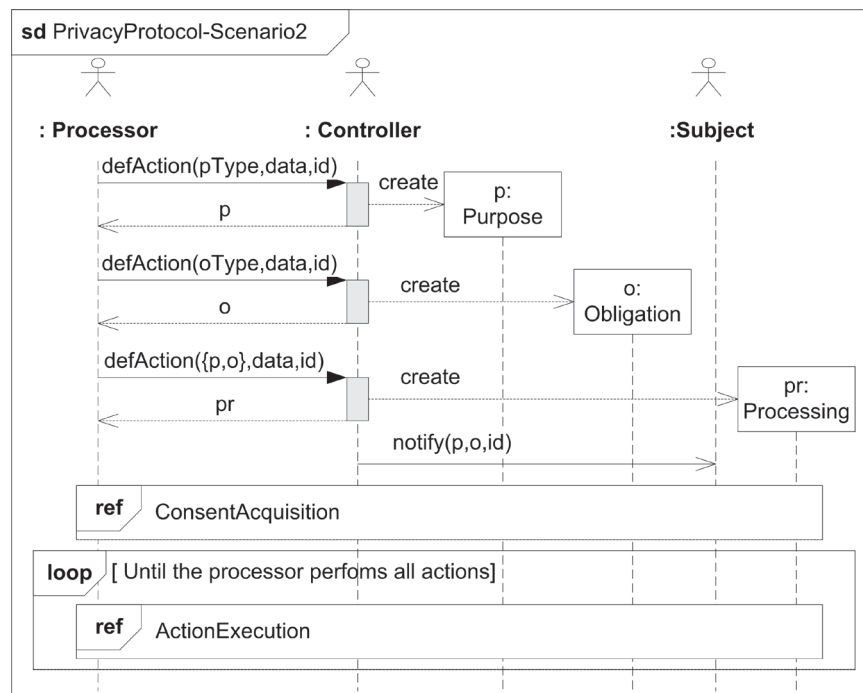 sd PrivacyProtocol-Scenario2
: Processor
: Controller
:Subject
defAction(pType,data,id)
create
p:
Purpose
p
defAction(oType,data,id)
create
o:
Obligation
o
defAction({p,o},data,id)
create
pr:
Processing
pr
notify(p,o,id)
ref ConsentAcquisition
loop [ Until the processor perfoms all actions]
ref ActionExecution